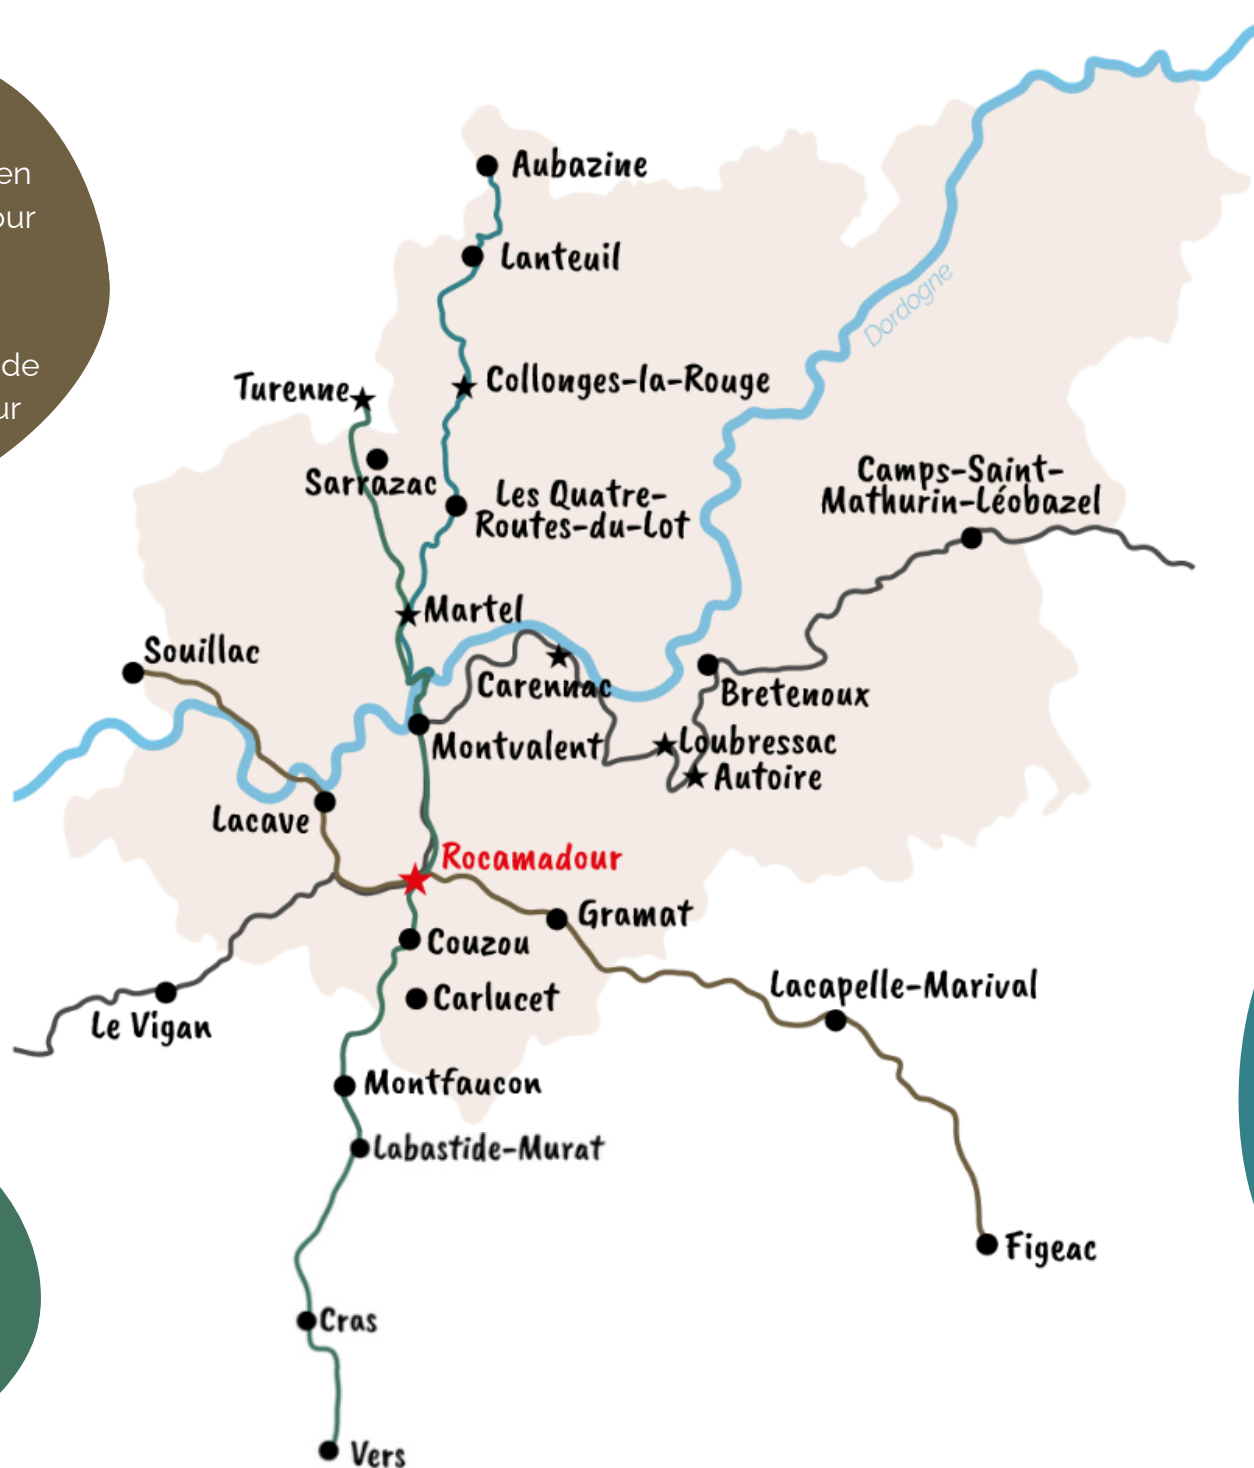 en
our
de
ur
Aubazine
Lanteuil
Dordogne
Turenne
Collonges-la-Rouge
Sarrazac
Les Quatre-
Routes-du-Lot
Camps-Saint-
Mathurin-Léobazel
Martel
Souillac
Carennac
Bretenoux
Montvalent
Loubressac
Autoire
Lacave
Rocamadour
Gramat
Couzou
Lacapelle-Marival
Carlucet
Le Vigan
Montfaucon
Labastide-Murat
Figeac
Cras
Vers